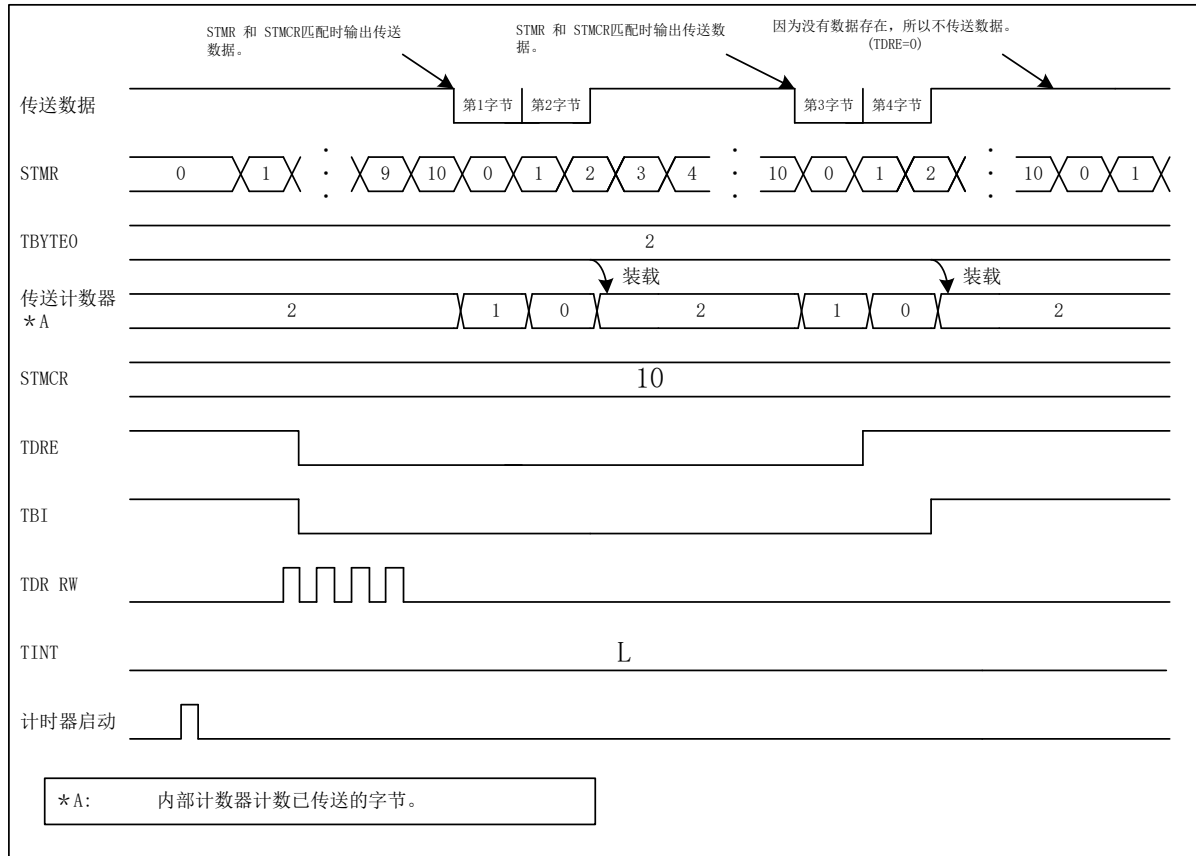 STMR 和 STMCR匹配时输出传送
数据。
STMR 和 STMCR匹配时输出传送数
据。
因为没有数据存在，所以不传送数据。
(TDRE=0)
传送数据 第1字节 第2字节 第3字节 第4字节
STMR 0 1 9 10 0 1 2 3 4 10 0 1 2 10 0 1
TBYTE0 2
装载 装载
传送计数器
*A
2 1 0 2 1 0 2
STMCR 10
TDRE
TBI
TDR RW
TINT L
计时器启动
*A: 内部计数器计数已传送的字节。